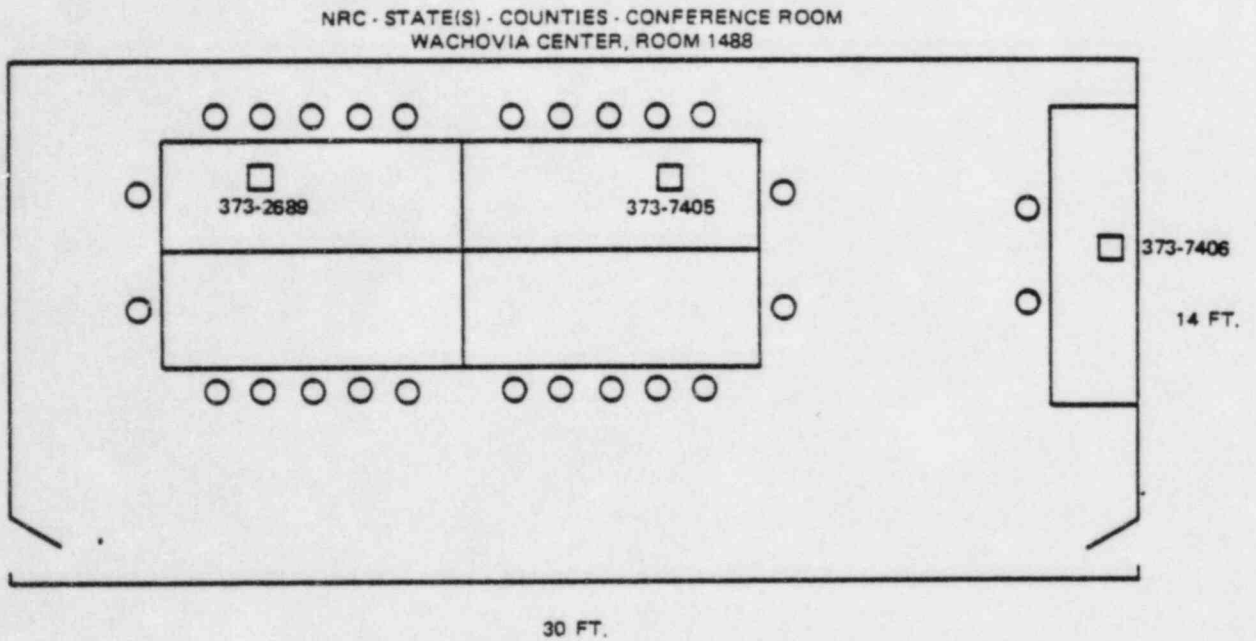 NRC - STATE(S) - COUNTIES - CONFERENCE ROOM
WACHOVIA CENTER, ROOM 1488
373-2689
373-7405
373-7406
14 FT.
30 FT.